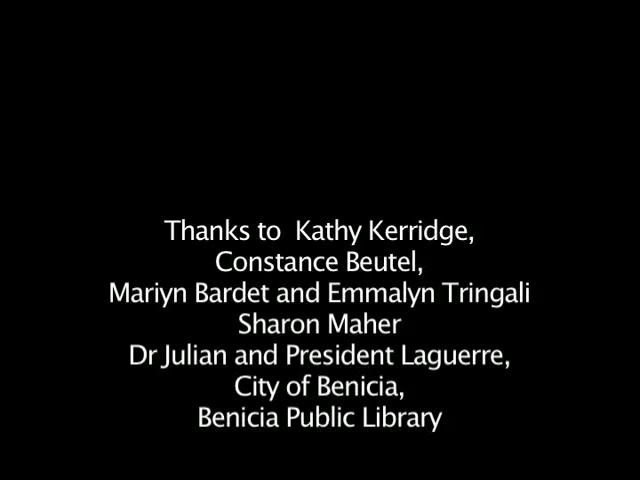 Thanks to  Kathy Kerridge,
Constance Beutel,
Mariyn Bardet and Emmalyn Tringali
Sharon Maher
Dr Julian and President Laguerre,
City of Benicia,
Benicia Public Library